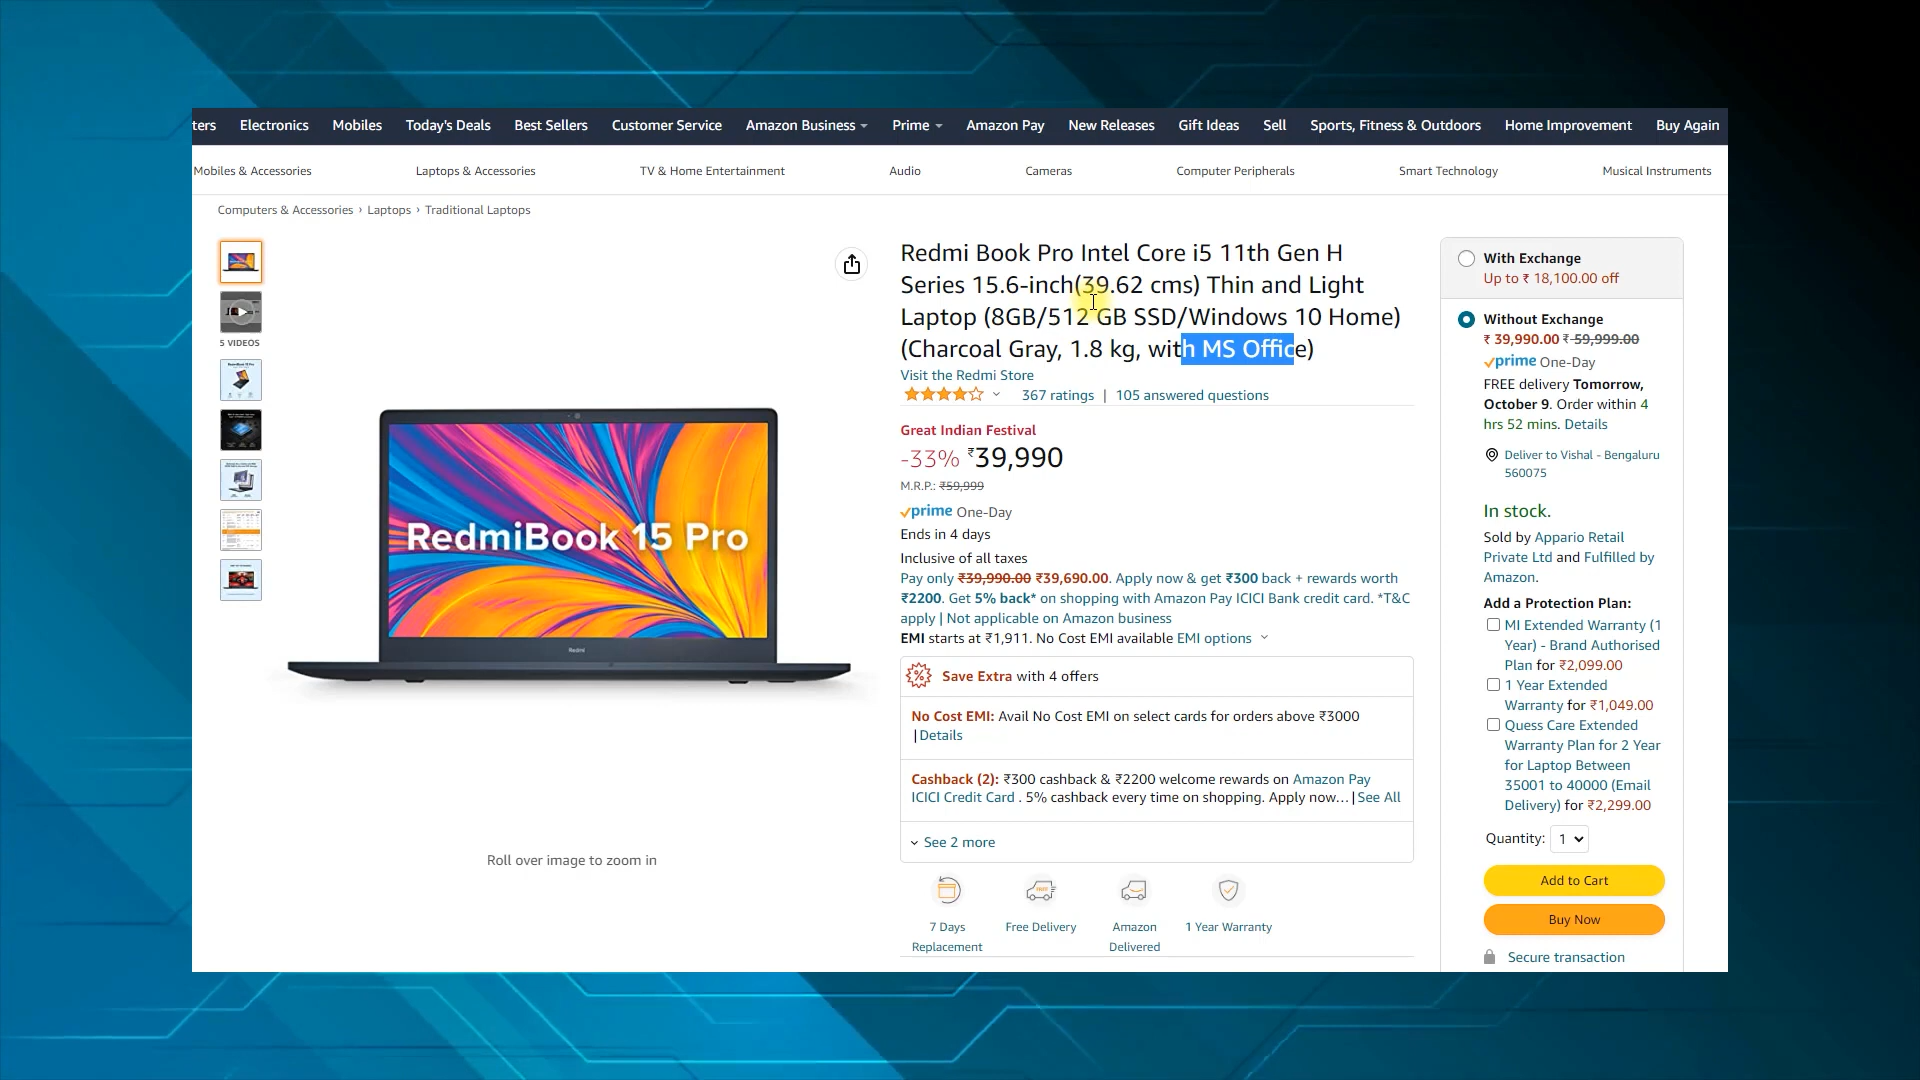 ters Electronics Mobiles Today's Deals Best Sellers Customer Service Amazon Business Prime Amazon Pay New Releases Gift Ideas Sell Sports, Fitness & Outdoors Home Improvement Buy Again
Mobiles & Accessories Laptops & Accessories TV & Home Entertainment Audio Cameras Computer Peripherals Smart Technology Musical Instruments
Computers & Accessories › Laptops › Traditional Laptops
5 VIDEOS
RedmiBook 15 Pro
Redmi
Roll over image to zoom in
Redmi Book Pro Intel Core i5 11th Gen H
Series 15.6-inch(39.62 cms) Thin and Light
Laptop (8GB/512 GB SSD/Windows 10 Home)
(Charcoal Gray, 1.8 kg, with MS Office)
Visit the Redmi Store
367 ratings | 105 answered questions
Great Indian Festival
-33% ₹39,990
M.R.P.: ₹59,999
prime One-Day
Ends in 4 days
Inclusive of all taxes
Pay only ₹39,990.00 ₹39,690.00. Apply now & get ₹300 back + rewards worth
₹2200. Get 5% back* on shopping with Amazon Pay ICICI Bank credit card. *T&C
apply | Not applicable on Amazon business
EMI starts at ₹1,911. No Cost EMI available EMI options
Save Extra with 4 offers
No Cost EMI: Avail No Cost EMI on select cards for orders above ₹3000
|Details
Cashback (2): ₹300 cashback & ₹2200 welcome rewards on Amazon Pay
ICICI Credit Card . 5% cashback every time on shopping. Apply now... | See All
See 2 more
7 Days
Replacement
Free Delivery
Amazon
Delivered
1 Year Warranty
With Exchange
Up to ₹ 18,100.00 off
Without Exchange
₹ 39,990.00 ₹ 59,999.00
prime One-Day
FREE delivery Tomorrow,
October 9. Order within 4
hrs 52 mins. Details
Deliver to Vishal - Bengaluru
560075
In stock.
Sold by Appario Retail
Private Ltd and Fulfilled by
Amazon.
Add a Protection Plan:
MI Extended Warranty (1
Year) - Brand Authorised
Plan for ₹2,099.00
1 Year Extended
Warranty for ₹1,049.00
Quess Care Extended
Warranty Plan for 2 Year
for Laptop Between
35001 to 40000 (Email
Delivery) for ₹2,299.00
Quantity: 1
Add to Cart
Buy Now
Secure transaction